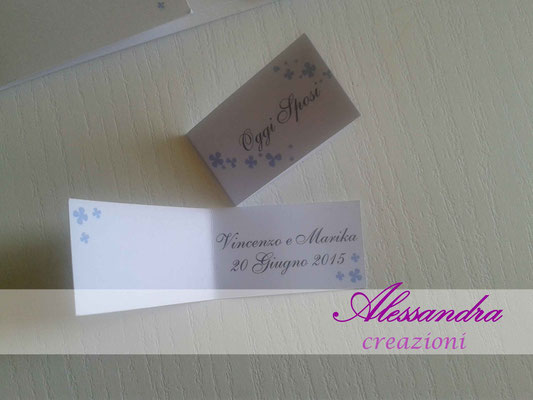 Oggi Sposi
Vincenzo e Marika
20 Giugno 2015
Alessandra
creazioni